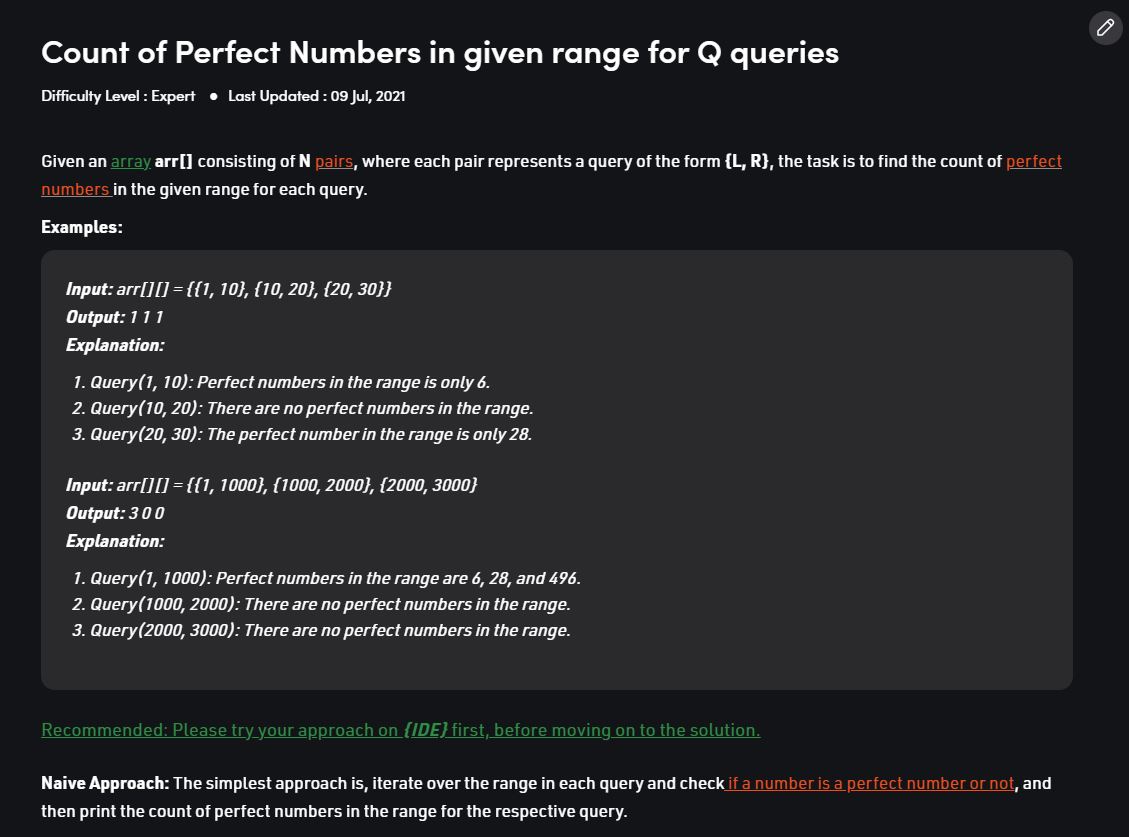 Count of Perfect Numbers in given range for Q queries
Difficulty Level : Expert ● Last Updated : 09 Jul, 2021
Given an array arr[] consisting of N pairs, where each pair represents a query of the form {L, R}, the task is to find the count of perfect
numbers in the given range for each query.
Examples:
Input: arr[][] = {{1, 10}, {10, 20}, {20, 30}}
Output: 1 1 1
Explanation:
1. Query(1, 10): Perfect numbers in the range is only 6.
2. Query(10, 20): There are no perfect numbers in the range.
3. Query(20, 30): The perfect number in the range is only 28.
Input: arr[][] = {{1, 1000}, {1000, 2000}, {2000, 3000}
Output: 3 0 0
Explanation:
1. Query(1, 1000): Perfect numbers in the range are 6, 28, and 496.
2. Query(1000, 2000): There are no perfect numbers in the range.
3. Query(2000, 3000): There are no perfect numbers in the range.
Recommended: Please try your approach on {IDE} first, before moving on to the solution.
Naive Approach: The simplest approach is, iterate over the range in each query and check if a number is a perfect number or not, and
then print the count of perfect numbers in the range for the respective query.